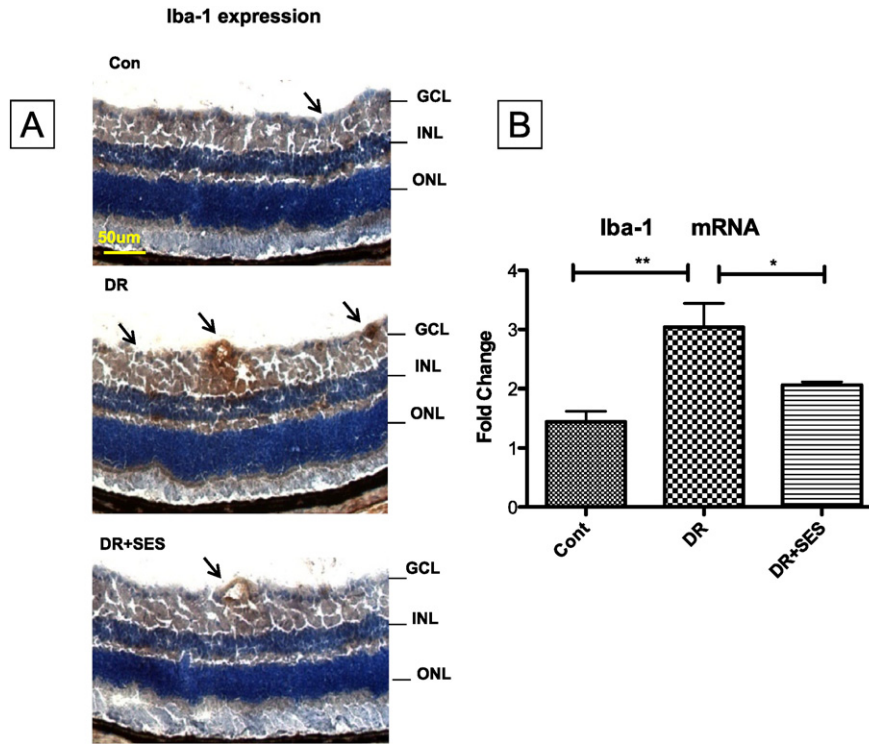 Iba-1 expression
A
Con
GCL
INL
ONL
50um
DR
GCL
INL
ONL
DR+SES
GCL
INL
ONL
B
Iba-1 mRNA
** *
Fold Change
4
3
2
1
0
Cont
DR
DR+SES